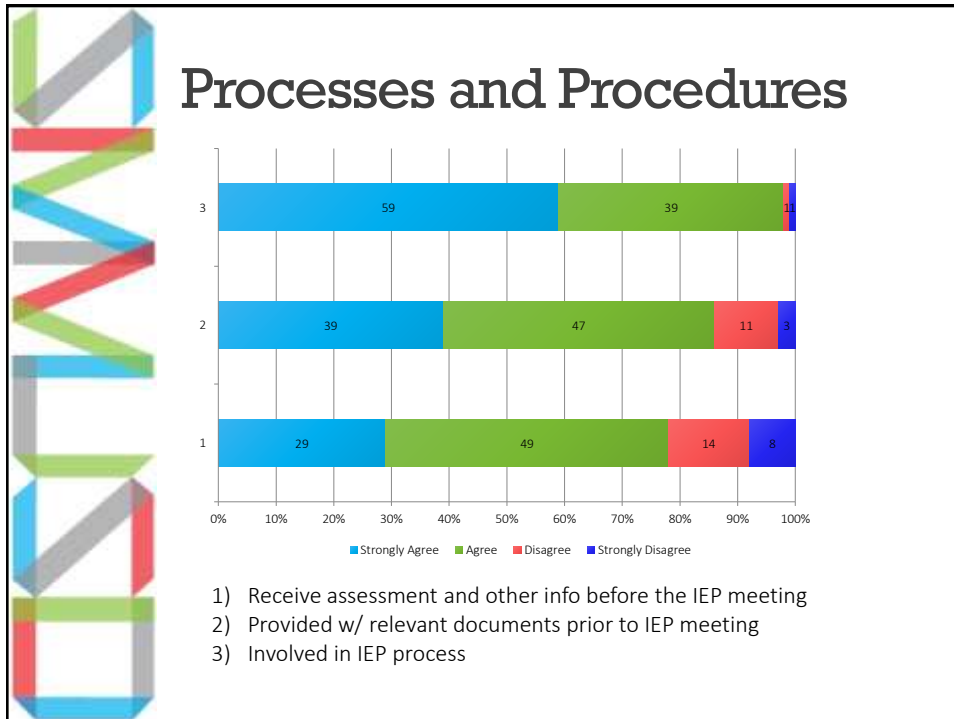 Processes and Procedures
3
59
39
1
1
2
39
47
11
3
1
29
49
14
8
0% 10% 20% 30% 40% 50% 60% 70% 80% 90% 100%
Strongly Agree Agree Disagree Strongly Disagree
1) Receive assessment and other info before the IEP meeting
2) Provided w/ relevant documents prior to IEP meeting
3) Involved in IEP process